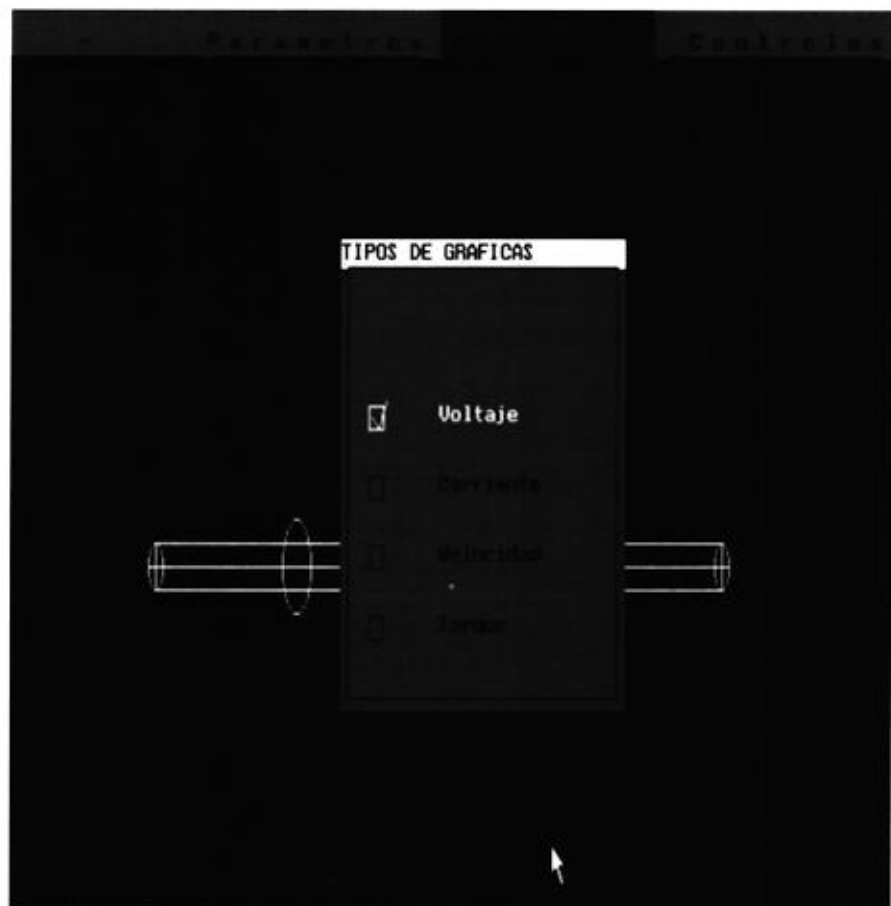 Parametros Controles
TIPOS DE GRAFICAS
Voltaje
Corriente
Velocidad
Torque